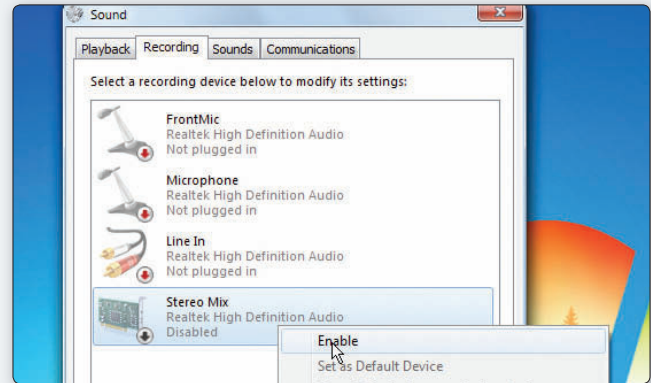 Sound
Playback Recording Sounds Communications
Select a recording device below to modify its settings:
FrontMic
Realtek High Definition Audio
Not plugged in
Microphone
Realtek High Definition Audio
Not plugged in
Line In
Realtek High Definition Audio
Not plugged in
Stereo Mix
Realtek High Definition Audio
Disabled
Enable
Set as Default Device